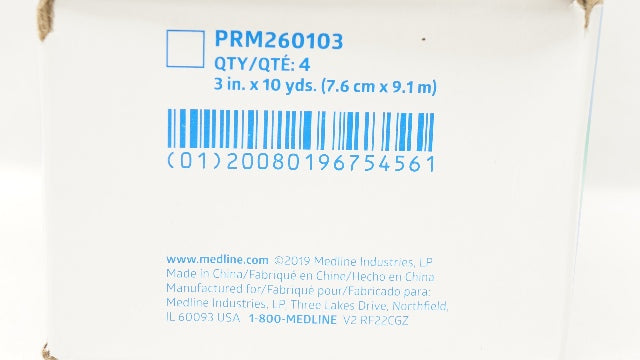 PRM260103
QTY/QTÉ: 4
3 in. x 10 yds. (7.6 cm x 9.1 m)
(01)20080196754561
www.medline.com ©2019 Medline Industries, LP
Made in China/Fabriqué en Chine/Hecho en China
Manufactured for/Fabriqué pour/Fabricado para:
Medline Industries, LP, Three Lakes Drive, Northfield,
IL 60093 USA 1-800-MEDLINE V2 RF22CGZ